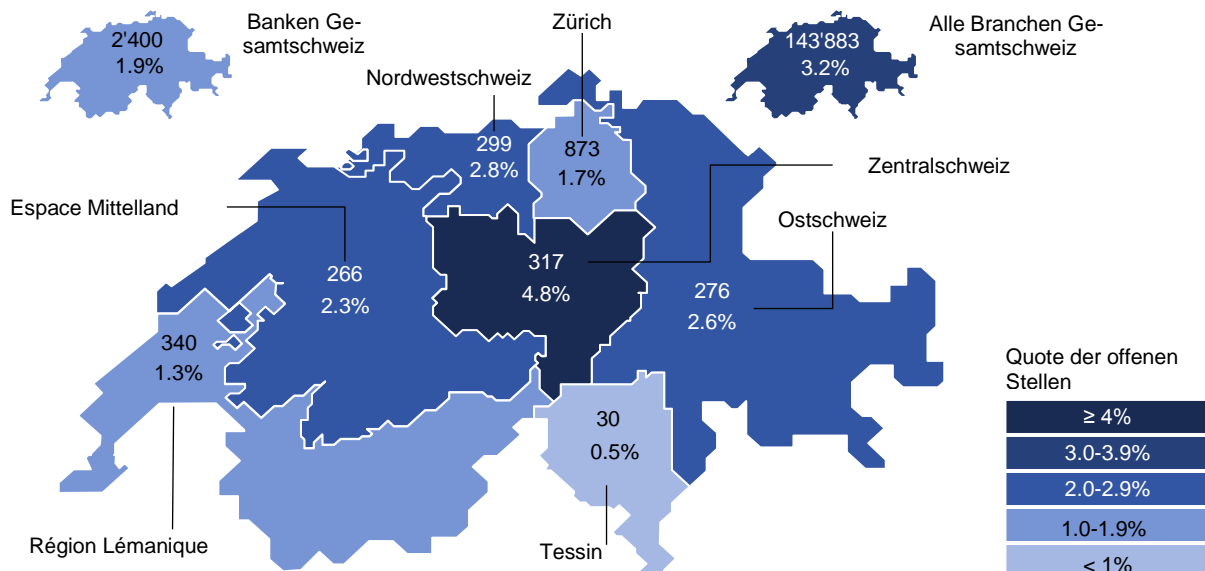 Banken Ge-
samtschweiz
2'400
1.9%
Zürich
Alle Branchen Ge-
samtschweiz
143'883
3.2%
Nordwestschweiz
299
2.8%
873
1.7%
Zentralschweiz
Espace Mittelland
Ostschweiz
266
2.3%
317
4.8%
276
2.6%
340
1.3%
30
0.5%
Région Lémanique
Tessin
Quote der offenen
Stellen
≥ 4%
3.0-3.9%
2.0-2.9%
1.0-1.9%
< 1%